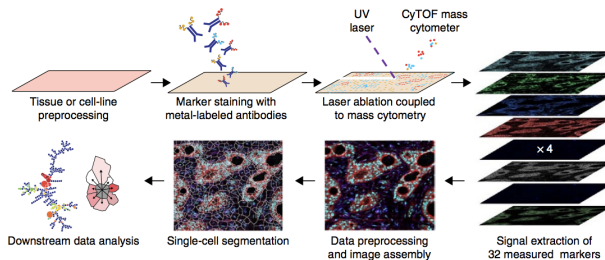 UV
laser
CyTOF mass
cytometer
Tissue or cell-line
preprocessing
Marker staining with
metal-labeled antibodies
Laser ablation coupled
to mass cytometry
× 4
Downstream data analysis
Single-cell segmentation
Data preprocessing
and image assembly
Signal extraction of
32 measured markers